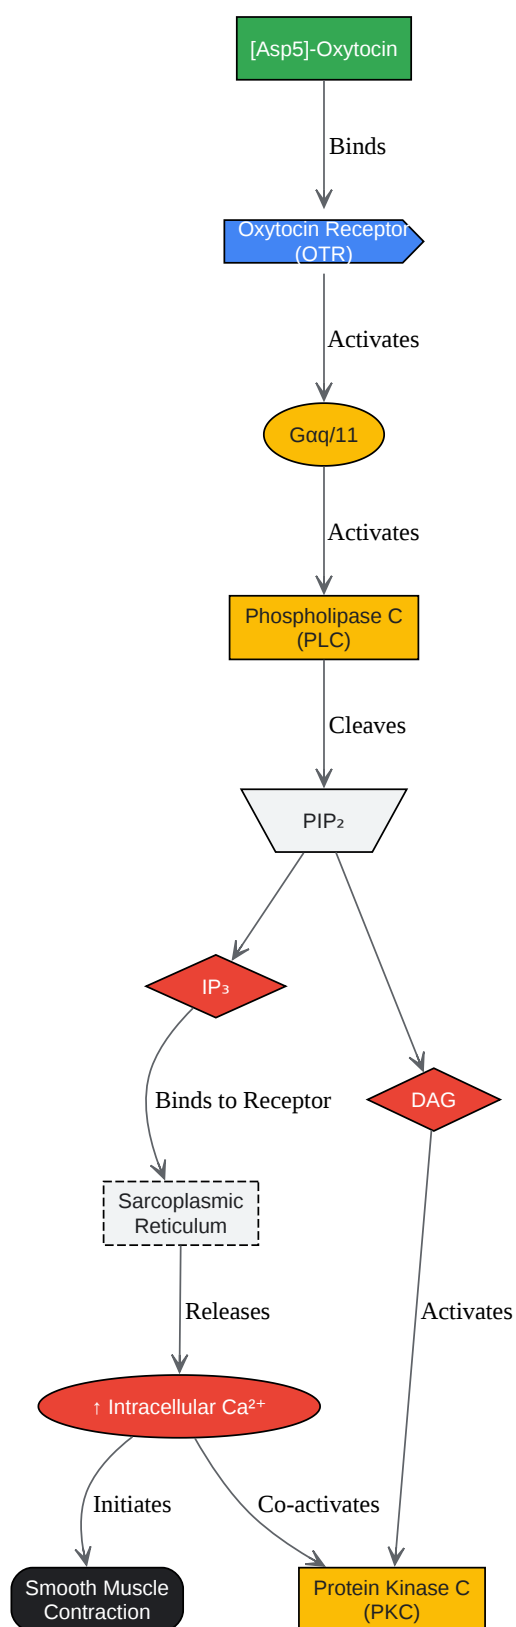 [Asp5]-Oxytocin
Binds
Oxytocin Receptor
(OTR)
Activates
Gαq/11
Activates
Phospholipase C
(PLC)
Cleaves
PIP₂
IP₃
DAG
Binds to Receptor
Sarcoplasmic
Reticulum
Releases
Activates
↑ Intracellular Ca²⁺
Initiates
Co-activates
Smooth Muscle
Contraction
Protein Kinase C
(PKC)